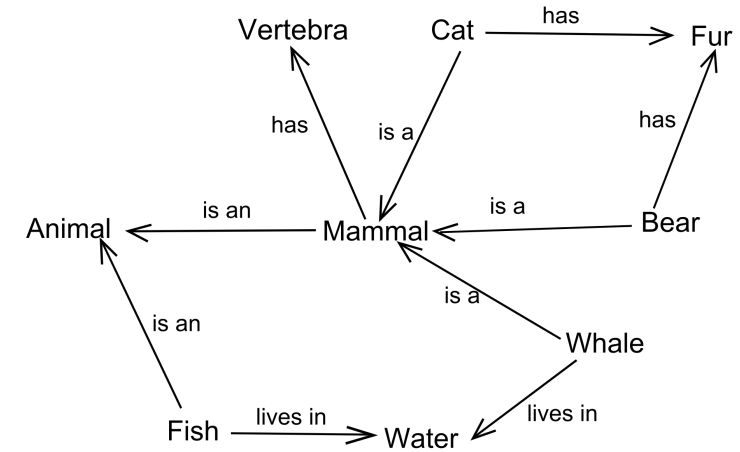 has
Vertebra
Cat
Fur
has
is a
has
is an
is a
Animal
Mammal
Bear
is a
is an
Whale
lives in
lives in
Fish
Water